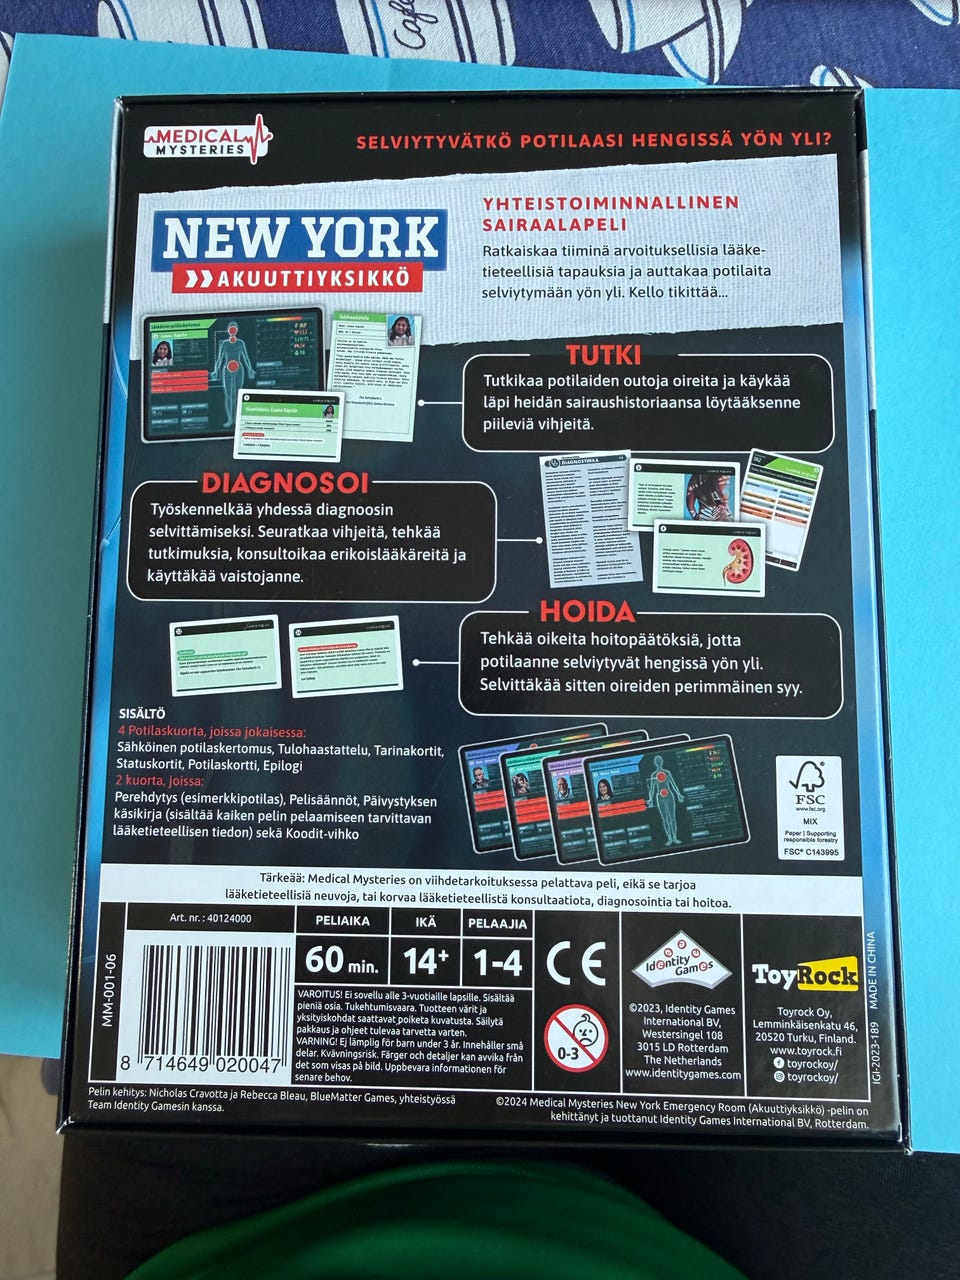 Café
MEDICAL
MYSTERIES
SELVIYTYVÄTKÖ POTILAASI HENGISSÄ YÖN YLI?
NEW YORK
AKUUTTIYKSIKKÖ
YHTEISTOIMINNALLINEN
SAIRAALAPELI
Ratkaiskaa tiiminä arvoituksellisia lääke-
tieteellisiä tapauksia ja auttakaa potilaita
selviytymään yön yli. Kello tikittää...
TUTKI
Tutkikaa potilaiden outoja oireita ja käykää
läpi heidän sairaushistoriaansa löytääksenne
piileviä vihjeitä.
DIAGNOSOI
Työskennelkää yhdessä diagnoosin
selvittämiseksi. Seuratkaa vihjeitä, tehkää
tutkimuksia, konsultoikaa erikoislääkäreitä ja
käyttäkää vaistojanne.
DIAGNOSTIIKKA
HOIDA
Tehkää oikeita hoitopäätöksiä, jotta
potilaanne selviytyvät hengissä yön yli.
Selvittäkää sitten oireiden perimmäinen syy.
SISÄLTÖ
4 Potilaskuorta, joissa jokaisessa:
Sähköinen potilaskertomus, Tulohaastattelu, Tarinakortit,
Statuskortit, Potilaskortti, Epilogi
2 kuorta, joissa:
Perehdytys (esimerkkipotilas), Pelisäännöt, Päivystyksen
käsikirja (sisältää kaiken pelin pelaamiseen tarvittavan
lääketieteellisen tiedon) sekä Koodit-vihko
FSC
www.fsc.org
MIX
Paper | Supporting
responsible forestry
FSC® C143995
Tärkeää: Medical Mysteries on viihdetarkoituksessa pelattava peli, eikä se tarjoa
lääketieteellisiä neuvoja, tai korvaa lääketieteellistä konsultaatiota, diagnosointia tai hoitoa.
MM-001-06
Art. nr. : 40124000
8 714649 020047
PELIAIKA
60 min.
IKÄ
14+
PELAAJIA
1-4
VAROITUS! Ei sovellu alle 3-vuotiaille lapsille. Sisältää
pieniä osia. Tukehtumisvaara. Tuotteen värit ja
yksityiskohdat saattavat poiketa kuvatusta. Säilytä
pakkaus ja ohjeet tulevaa tarvetta varten.
VARNING! Ej lämplig för barn under 3 år. Innehåller små
delar. Kvävningsrisk. Färger och detaljer kan avvika från
det som visas på bild. Uppbevara informationen för
senare behov.
CE
0-3
Identity
Games
©2023, Identity Games
International BV,
Westersingel 108
3015 LD Rotterdam
The Netherlands
www.identitygames.com
ToyRock
Toyrock Oy,
Lemminkäisenkatu 46,
20520 Turku, Finland.
www.toyrock.fi
toyrockoy/
toyrockoy/
IGI-2023-189 MADE IN CHINA
Pelin kehitys: Nicholas Cravotta ja Rebecca Bleau, BlueMatter Games, yhteistyössä
Team Identity Gamesin kanssa.
©2024 Medical Mysteries New York Emergency Room (Akuuttiyksikkö) -pelin on
kehittänyt ja tuottanut Identity Games International BV, Rotterdam.